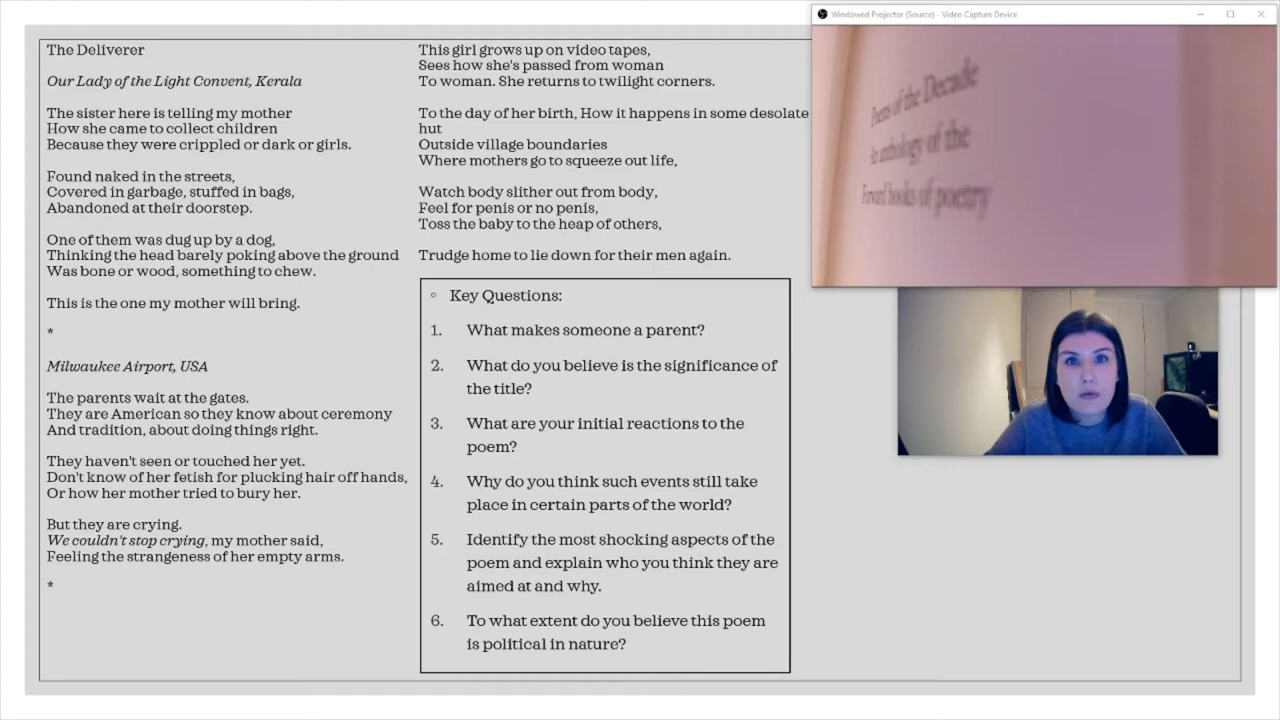 The Deliverer
Our Lady of the Light Convent, Kerala
The sister here is telling my mother
How she came to collect children
Because they were crippled or dark or girls.
Found naked in the streets,
Covered in garbage, stuffed in bags,
Abandoned at their doorstep.
One of them was dug up by a dog,
Thinking the head barely poking above the ground
Was bone or wood, something to chew.
This is the one my mother will bring.
*
Milwaukee Airport, USA
The parents wait at the gates.
They are American so they know about ceremony
And tradition, about doing things right.
They haven't seen or touched her yet.
Don't know of her fetish for plucking hair off hands,
Or how her mother tried to bury her.
But they are crying.
We couldn't stop crying, my mother said,
Feeling the strangeness of her empty arms.
*
This girl grows up on video tapes,
Sees how she's passed from woman
To woman. She returns to twilight corners.
To the day of her birth, How it happens in some desolate
hut
Outside village boundaries
Where mothers go to squeeze out life,
Watch body slither out from body,
Feel for penis or no penis,
Toss the baby to the heap of others,
Trudge home to lie down for their men again.
Key Questions:
1. What makes someone a parent?
2. What do you believe is the significance of
the title?
3. What are your initial reactions to the
poem?
4. Why do you think such events still take
place in certain parts of the world?
5. Identify the most shocking aspects of the
poem and explain who you think they are
aimed at and why.
6. To what extent do you believe this poem
is political in nature?
Windowed Projector (Source) - Video Capture Device
Poems of the Decade
An anthology of the
Forward books of poetry